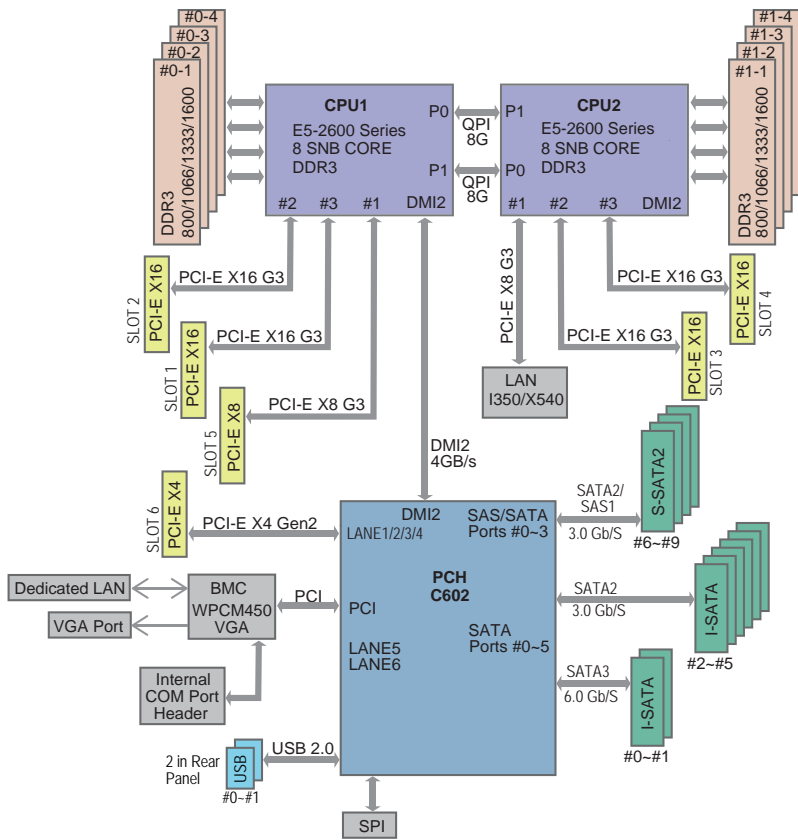 #0-4
#0-3
#0-2
#0-1
DDR3
800/1066/1333/1600
CPU1
E5-2600 Series
8 SNB CORE
DDR3
P0
P1
#2
#3
#1
DMI2
QPI
8G
QPI
8G
CPU2
P1
E5-2600 Series
8 SNB CORE
P0
DDR3
#1
#2
#3
DMI2
#1-4
#1-3
#1-2
#1-1
DDR3
800/1066/1333/1600
SLOT 2
PCI-E X16
PCI-E X16 G3
SLOT 1
PCI-E X16
PCI-E X16 G3
SLOT 5
PCI-E X8
PCI-E X8 G3
PCI-E X8 G3
LAN
I350/X540
PCI-E X16 G3
PCI-E X16
SLOT 4
PCI-E X16 G3
PCI-E X16
SLOT 3
DMI2
4GB/s
SLOT 6
PCI-E X4
PCI-E X4 Gen2
DMI2
LANE1/2/3/4
SAS/SATA
Ports #0~3
PCH
C602
PCI
SATA
Ports #0~5
LANE5
LANE6
SATA2/
SAS1
3.0 Gb/S
S-SATA2
#6~#9
SATA2
3.0 Gb/S
I-SATA
#2~#5
SATA3
6.0 Gb/S
I-SATA
#0~#1
Dedicated LAN
VGA Port
BMC
WPCM450
VGA
PCI
Internal
COM Port
Header
2 in Rear
Panel
USB
#0~#1
USB 2.0
SPI